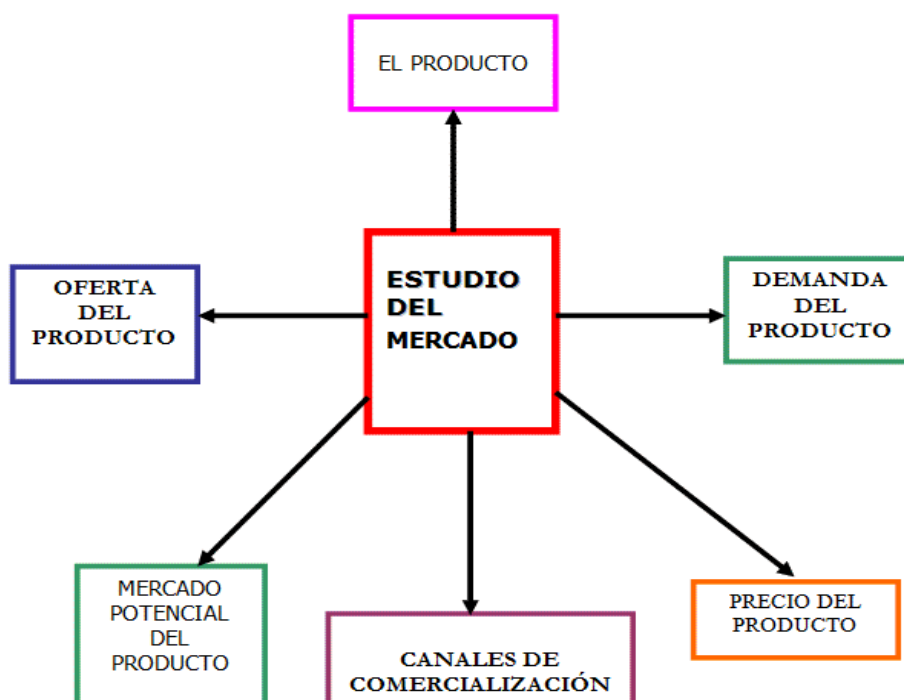 EL PRODUCTO
ESTUDIO
DEL
MERCADO
OFERTA
DEL
PRODUCTO
DEMANDA
DEL
PRODUCTO
MERCADO
POTENCIAL
DEL
PRODUCTO
CANALES DE
COMERCIALIZACIÓN
PRECIO DEL
PRODUCTO